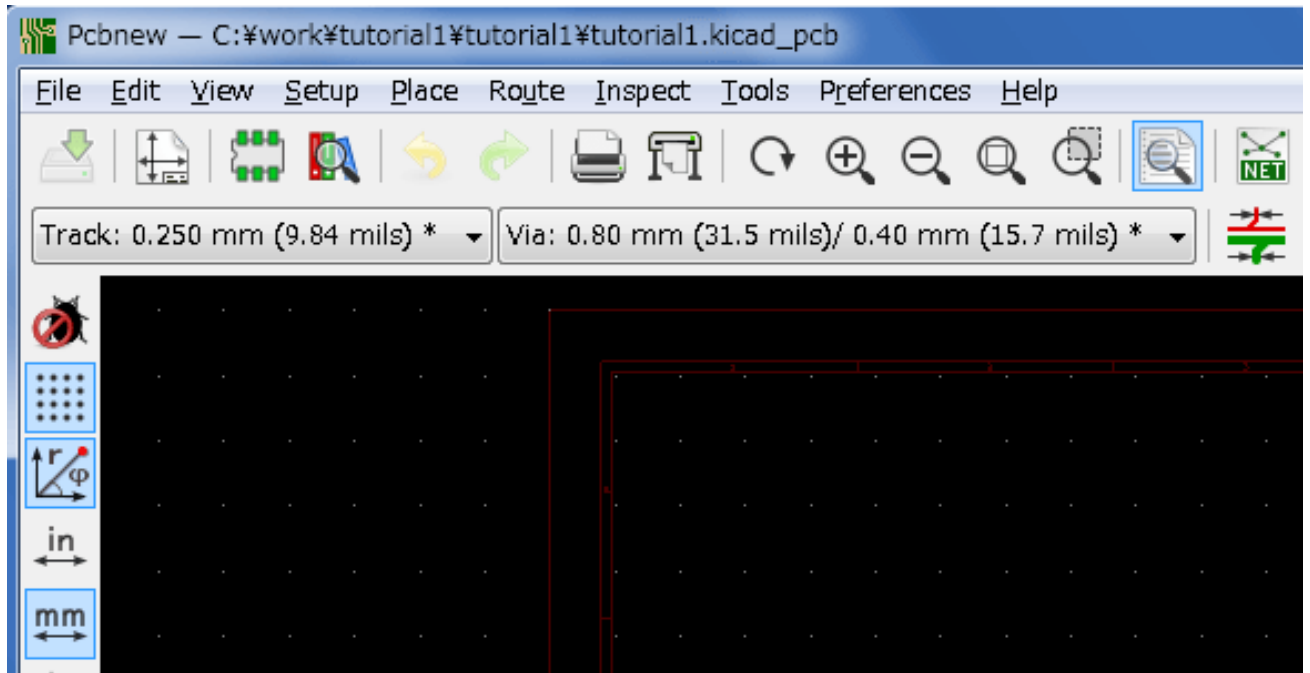 Pcbnew — C:¥work¥tutorial1¥tutorial1¥tutorial1.kicad_pcb
File Edit View Setup Place Route Inspect Tools Preferences Help
NET
Track: 0.250 mm (9.84 mils) * Via: 0.80 mm (31.5 mils)/ 0.40 mm (15.7 mils) *
r
φ
in
mm